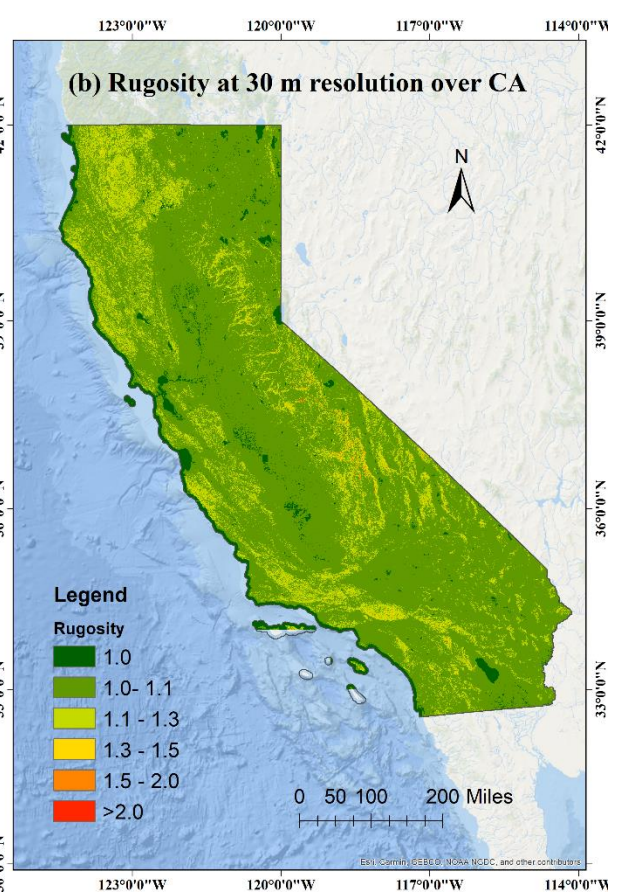 123°0'0"W 120°0'0"W 117°0'0"W 114°0'0"W
(b) Rugosity at 30 m resolution over CA
N
39°0'0"N
Legend
Rugosity
1.0
1.0- 1.1
1.1 - 1.3
1.3 - 1.5
1.5 - 2.0
>2.0
0 50 100 200 Miles
Esri, Garmin, GEBCO, NOAA NCDC, and other contributors
123°0'0"W 120°0'0"W 117°0'0"W 114°0'0"W
42°0'0"N
39°0'0"N
36°0'0"N
33°0'0"N